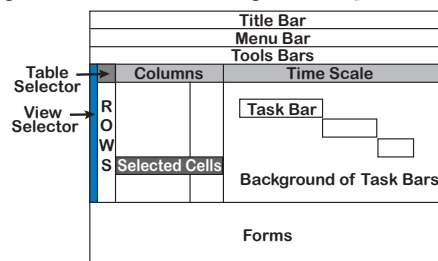 Title Bar
Menu Bar
Tools Bars
Table Selector
Columns
Time Scale
View Selector
ROWS
Task Bar
Selected Cells
Background of Task Bars
Forms